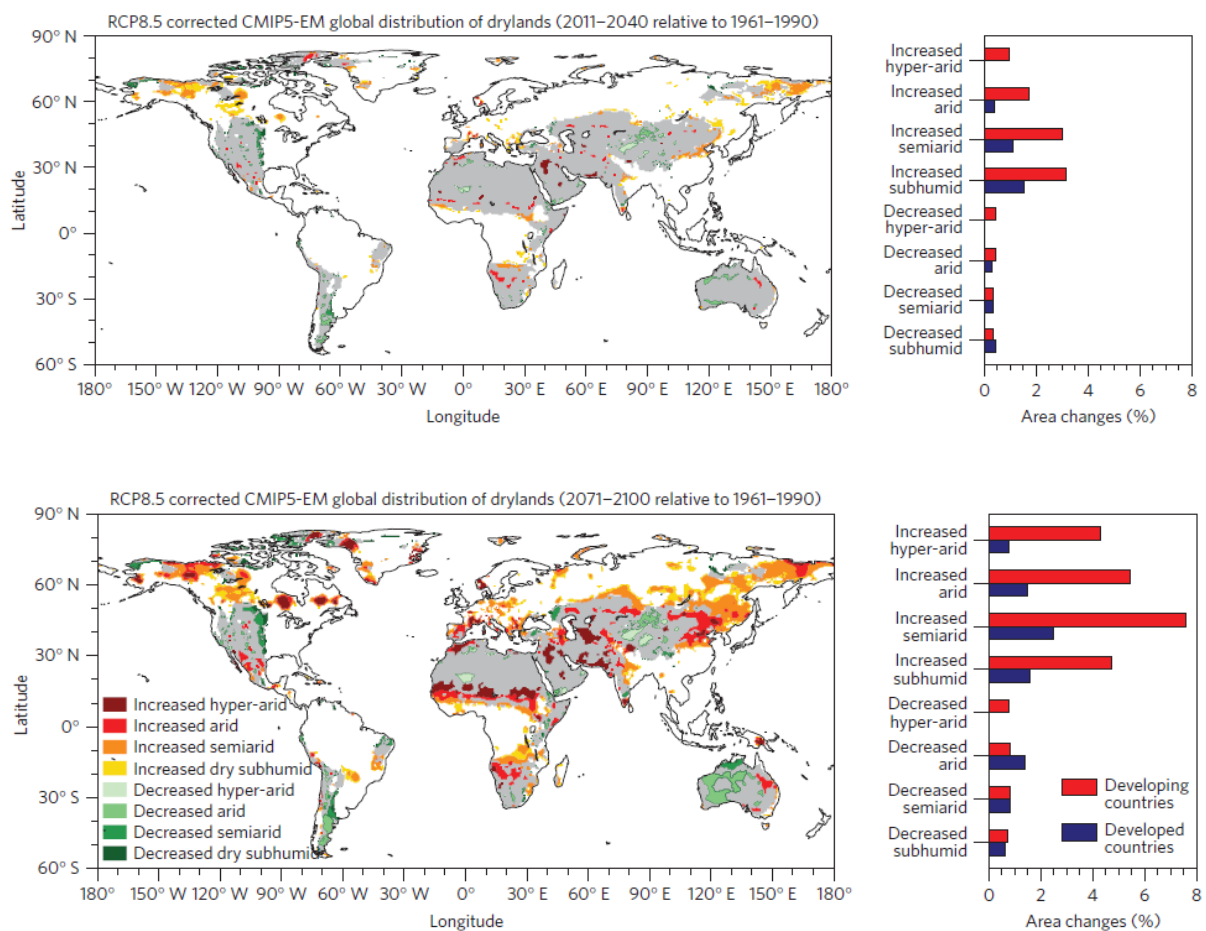 RCP8.5 corrected CMIP5-EM global distribution of drylands (2011–2040 relative to 1961–1990)
90° N
60° N
30° N
0°
30° S
60° S
Latitude
180° 150° W 120° W 90° W 60° W 30° W 0° 30° E 60° E 90° E 120° E 150° E 180°
Longitude
Increased
hyper-arid
Increased
arid
Increased
semiarid
Increased
subhumid
Decreased
hyper-arid
Decreased
arid
Decreased
semiarid
Decreased
subhumid
0 2 4 6 8
Area changes (%)
RCP8.5 corrected CMIP5-EM global distribution of drylands (2071–2100 relative to 1961–1990)
90° N
60° N
30° N
0°
30° S
60° S
Latitude
Increased hyper-arid
Increased arid
Increased semiarid
Increased dry subhumid
Decreased hyper-arid
Decreased arid
Decreased semiarid
Decreased dry subhumid
180° 150° W 120° W 90° W 60° W 30° W 0° 30° E 60° E 90° E 120° E 150° E 180°
Longitude
Increased
hyper-arid
Increased
arid
Increased
semiarid
Increased
subhumid
Decreased
hyper-arid
Decreased
arid
Decreased
semiarid
Decreased
subhumid
Developing
countries
Developed
countries
0 2 4 6 8
Area changes (%)